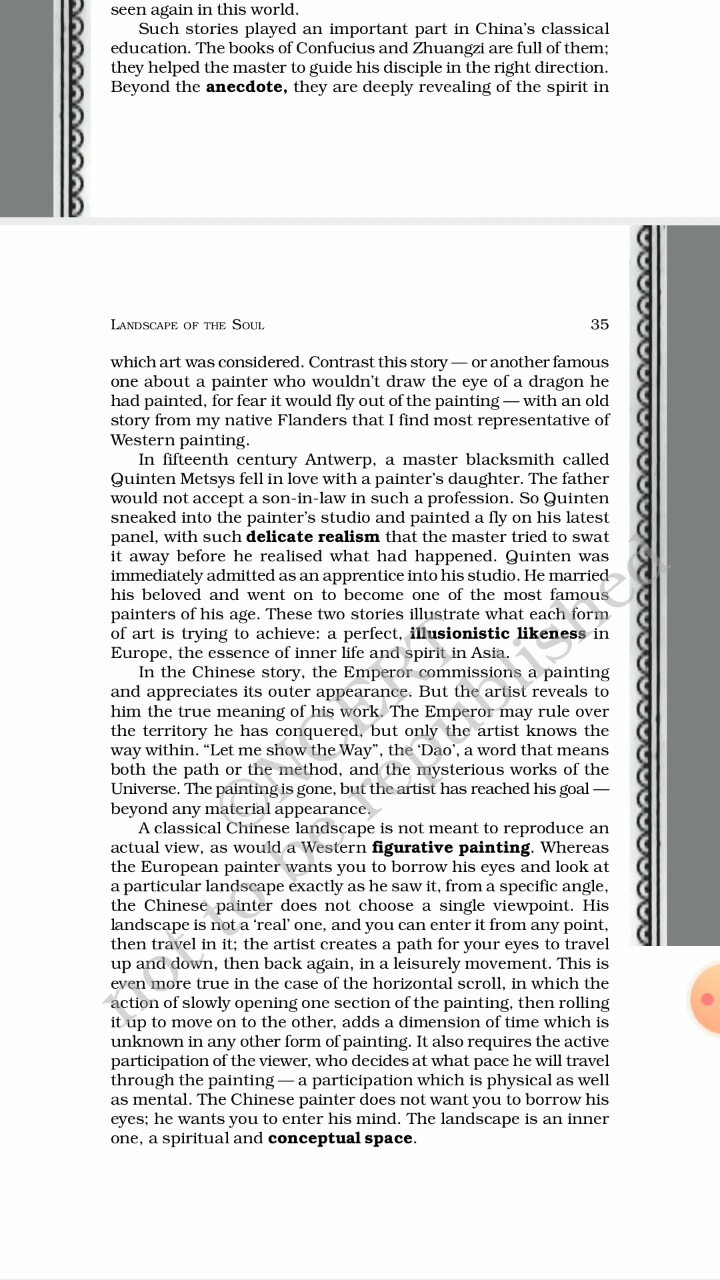 seen again in this world.
Such stories played an important part in China's classical
education. The books of Confucius and Zhuangzi are full of them;
they helped the master to guide his disciple in the right direction.
Beyond the anecdote, they are deeply revealing of the spirit in
LANDSCAPE OF THE SOUL 35
which art was considered. Contrast this story — or another famous
one about a painter who wouldn't draw the eye of a dragon he
had painted, for fear it would fly out of the painting — with an old
story from my native Flanders that I find most representative of
Western painting.
In fifteenth century Antwerp, a master blacksmith called
Quinten Metsys fell in love with a painter's daughter. The father
would not accept a son-in-law in such a profession. So Quinten
sneaked into the painter's studio and painted a fly on his latest
panel, with such delicate realism that the master tried to swat
it away before he realised what had happened. Quinten was
immediately admitted as an apprentice into his studio. He married
his beloved and went on to become one of the most famous
painters of his age. These two stories illustrate what each form
of art is trying to achieve: a perfect, illusionistic likeness in
Europe, the essence of inner life and spirit in Asia.
In the Chinese story, the Emperor commissions a painting
and appreciates its outer appearance. But the artist reveals to
him the true meaning of his work. The Emperor may rule over
the territory he has conquered, but only the artist knows the
way within. “Let me show the Way”, the ‘Dao’, a word that means
both the path or the method, and the mysterious works of the
Universe. The painting is gone, but the artist has reached his goal —
beyond any material appearance.
A classical Chinese landscape is not meant to reproduce an
actual view, as would a Western figurative painting. Whereas
the European painter wants you to borrow his eyes and look at
a particular landscape exactly as he saw it, from a specific angle,
the Chinese painter does not choose a single viewpoint. His
landscape is not a ‘real’ one, and you can enter it from any point,
then travel in it; the artist creates a path for your eyes to travel
up and down, then back again, in a leisurely movement. This is
even more true in the case of the horizontal scroll, in which the
action of slowly opening one section of the painting, then rolling
it up to move on to the other, adds a dimension of time which is
unknown in any other form of painting. It also requires the active
participation of the viewer, who decides at what pace he will travel
through the painting — a participation which is physical as well
as mental. The Chinese painter does not want you to borrow his
eyes; he wants you to enter his mind. The landscape is an inner
one, a spiritual and conceptual space.
©NCERT
not to be republished